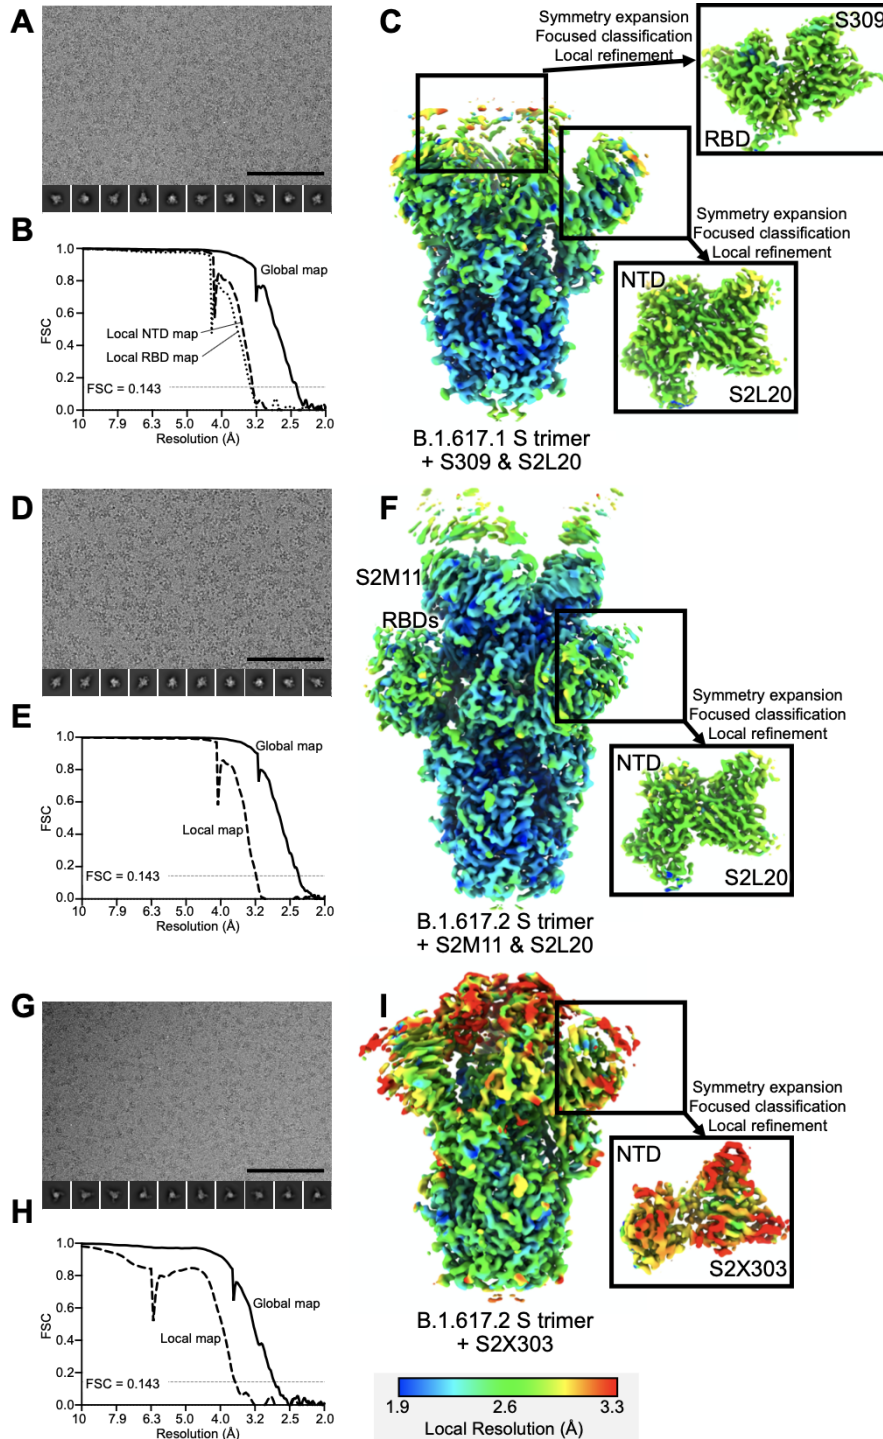 A
B
1.0
0.8
0.6
0.4
0.2
0.0
FSC
Global map
Local NTD map
Local RBD map
FSC = 0.143
10 7.9 6.3 5.0 4.0 3.2 2.5 2.0
Resolution (Å)
C
Symmetry expansion
Focused classification
Local refinement
S309
RBD
Symmetry expansion
Focused classification
Local refinement
NTD
S2L20
B.1.617.1 S trimer
+ S309 & S2L20
D
E
1.0
0.8
0.6
0.4
0.2
0.0
FSC
Global map
Local map
FSC = 0.143
10 7.9 6.3 5.0 4.0 3.2 2.5 2.0
Resolution (Å)
F
S2M11
RBDs
Symmetry expansion
Focused classification
Local refinement
NTD
S2L20
B.1.617.2 S trimer
+ S2M11 & S2L20
G
H
1.0
0.8
0.6
0.4
0.2
0.0
FSC
Global map
Local map
FSC = 0.143
10 7.9 6.3 5.0 4.0 3.2 2.5 2.0
Resolution (Å)
I
Symmetry expansion
Focused classification
Local refinement
NTD
S2X303
B.1.617.2 S trimer
+ S2X303
1.9 2.6 3.3
Local Resolution (Å)